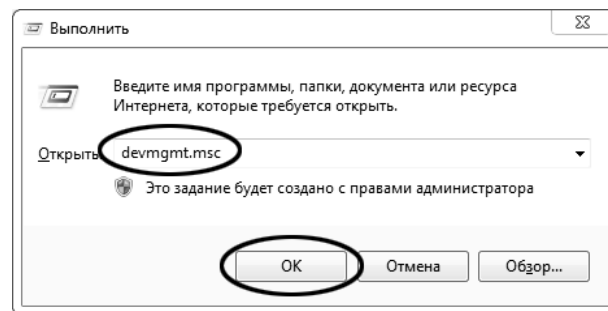 Выполнить
Введите имя программы, папки, документа или ресурса
Интернета, которые требуется открыть.
Открыть devmgmt.msc
Это задание будет создано с правами администратора
ОК
Отмена
Обзор...